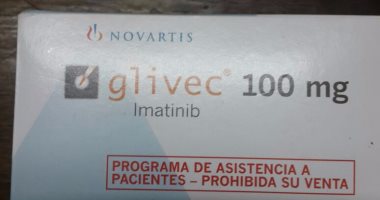 NOVARTIS
glivec® 100 mg
Imatinib
PROGRAMA DE ASISTENCIA A
PACIENTES – PROHIBIDA SU VENTA